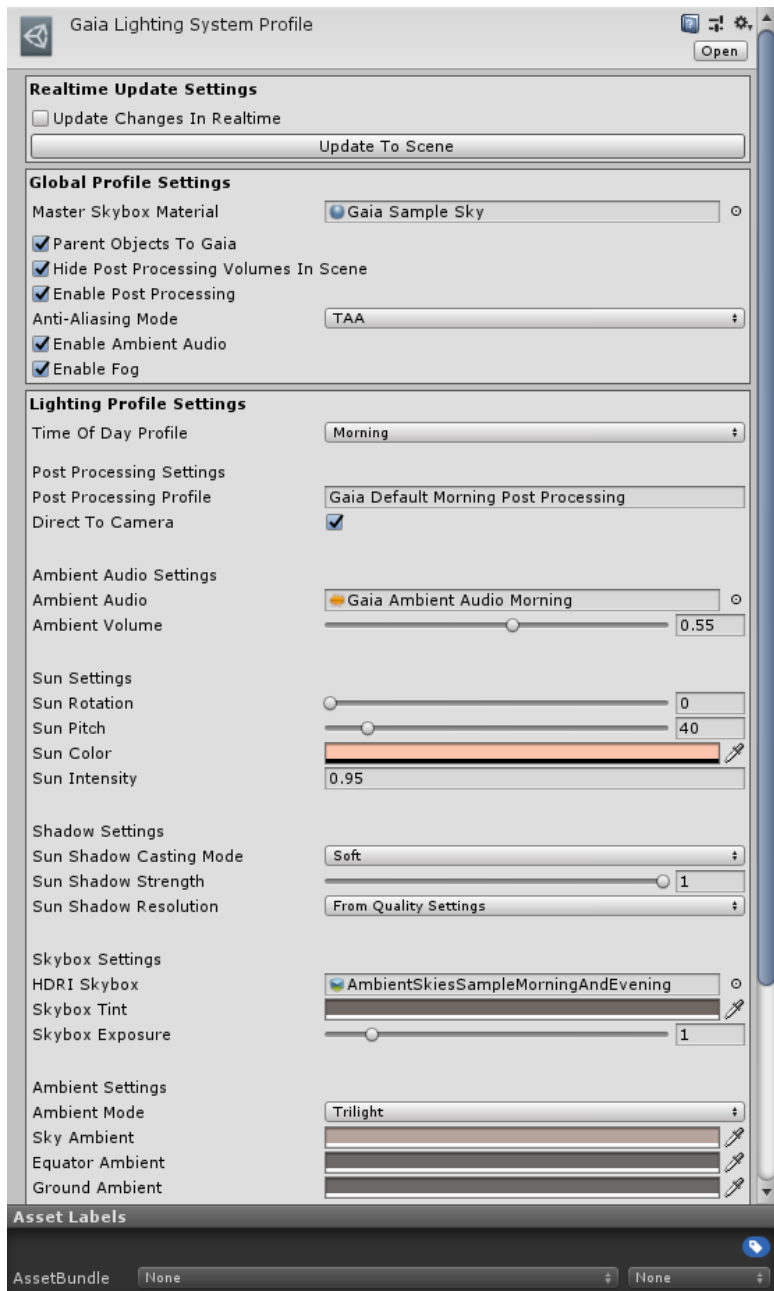 Gaia Lighting System Profile
Open
Realtime Update Settings
Update Changes In Realtime
Update To Scene
Global Profile Settings
Master Skybox Material Gaia Sample Sky
Parent Objects To Gaia
Hide Post Processing Volumes In Scene
Enable Post Processing
Anti-Aliasing Mode TAA
Enable Ambient Audio
Enable Fog
Lighting Profile Settings
Time Of Day Profile Morning
Post Processing Settings
Post Processing Profile Gaia Default Morning Post Processing
Direct To Camera
Ambient Audio Settings
Ambient Audio Gaia Ambient Audio Morning
Ambient Volume 0.55
Sun Settings
Sun Rotation 0
Sun Pitch 40
Sun Color
Sun Intensity 0.95
Shadow Settings
Sun Shadow Casting Mode Soft
Sun Shadow Strength 1
Sun Shadow Resolution From Quality Settings
Skybox Settings
HDRI Skybox AmbientSkiesSampleMorningAndEvening
Skybox Tint
Skybox Exposure 1
Ambient Settings
Ambient Mode Trilight
Sky Ambient
Equator Ambient
Ground Ambient
Asset Labels
AssetBundle None None